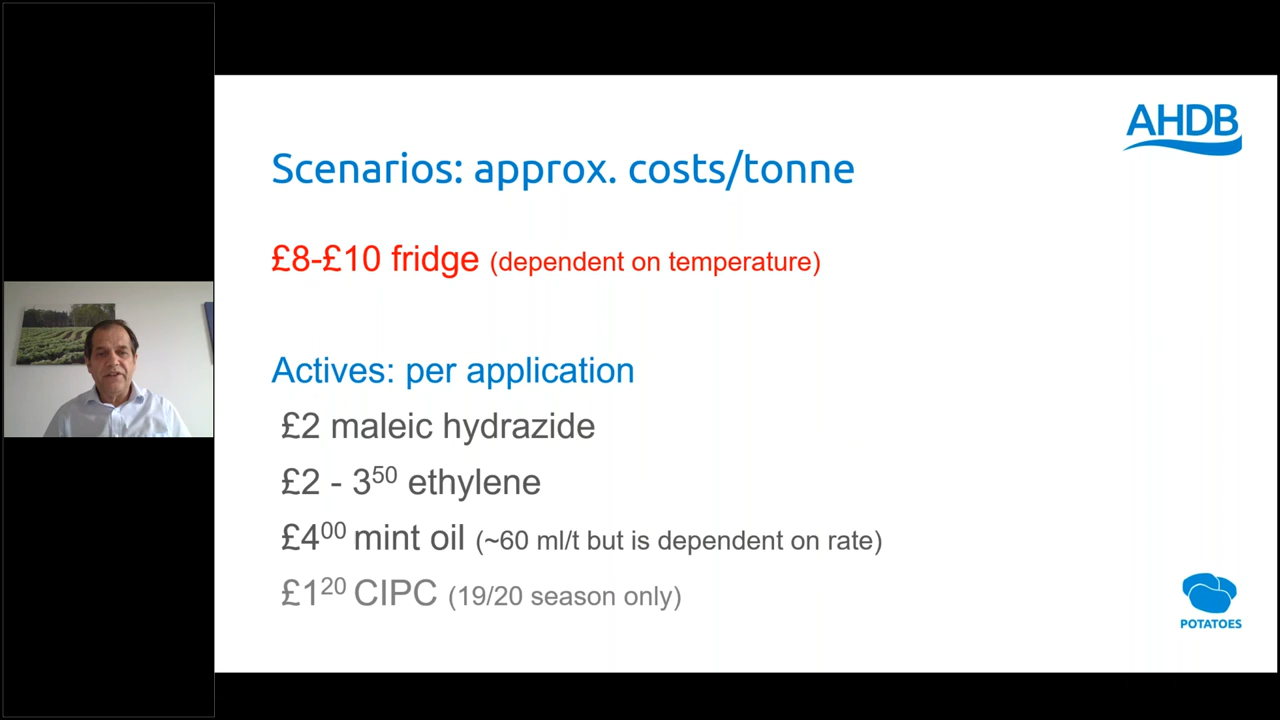 AHDB
Scenarios: approx. costs/tonne
£8-£10 fridge (dependent on temperature)
Actives: per application
£2 maleic hydrazide
£2 - 3⁵⁰ ethylene
£4⁰⁰ mint oil (~60 ml/t but is dependent on rate)
£1²⁰ CIPC (19/20 season only)
POTATOES